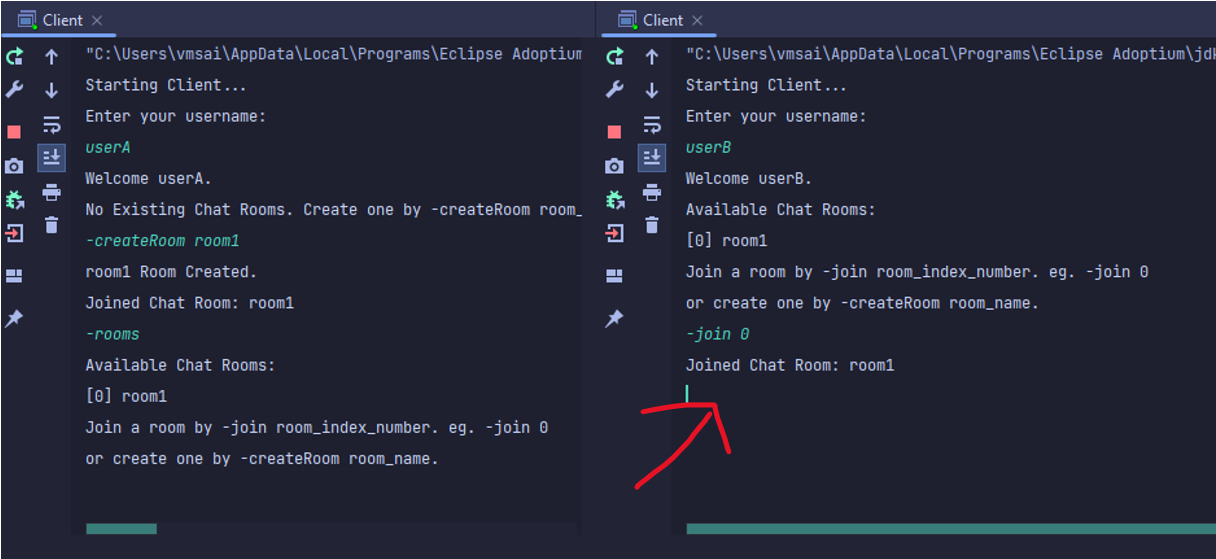 Client
"C:\Users\vmsai\AppData\Local\Programs\Eclipse Adoptium
Starting Client...
Enter your username:
userA
Welcome userA.
No Existing Chat Rooms. Create one by -createRoom room_
-createRoom room1
room1 Room Created.
Joined Chat Room: room1
-rooms
Available Chat Rooms:
[0] room1
Join a room by -join room_index_number. eg. -join 0
or create one by -createRoom room_name.
Client
"C:\Users\vmsai\AppData\Local\Programs\Eclipse Adoptium\jdk
Starting Client...
Enter your username:
userB
Welcome userB.
Available Chat Rooms:
[0] room1
Join a room by -join room_index_number. eg. -join 0
or create one by -createRoom room_name.
-join 0
Joined Chat Room: room1